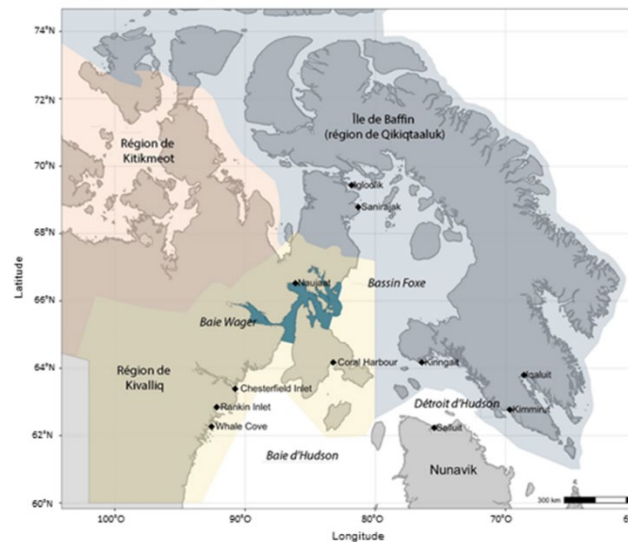 74°N
72°N
Île de Baffin
(région de Qikiqtaaluk)
Région de
Kitikmeot
70°N
Igloolik
Sanirajak
68°N
Latitude
Naujaat
Bassin Foxe
66°N
Baie Wager
64°N
Région de
Kivalliq
Coral Harbour
Kinngait
Iqaluit
Chesterfield Inlet
Détroit d'Hudson
Rankin Inlet
Kimmirut
Whale Cove
Salluit
62°N
Baie d'Hudson
Nunavik
300 km
60°N
100°O
90°O
80°O
70°O
Longitude